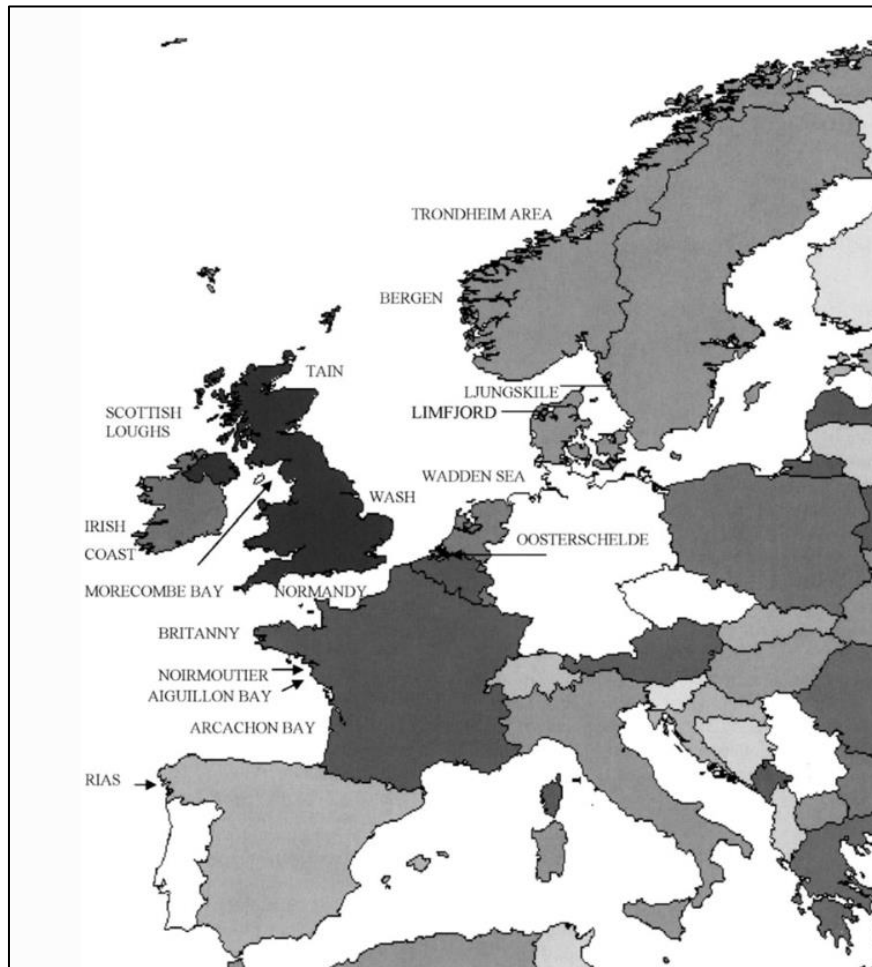 TRONDHEIM AREA
BERGEN
TAIN
LJUNGSKILE
SCOTTISH
LOUGHS
LIMFJORD
WADDEN SEA
WASH
IRISH
COAST
OOSTERSCHELDE
MORECOMBE BAY
NORMANDY
BRITANNY
NOIRMOUTIER
AIGUILLON BAY
ARCACHON BAY
RIAS